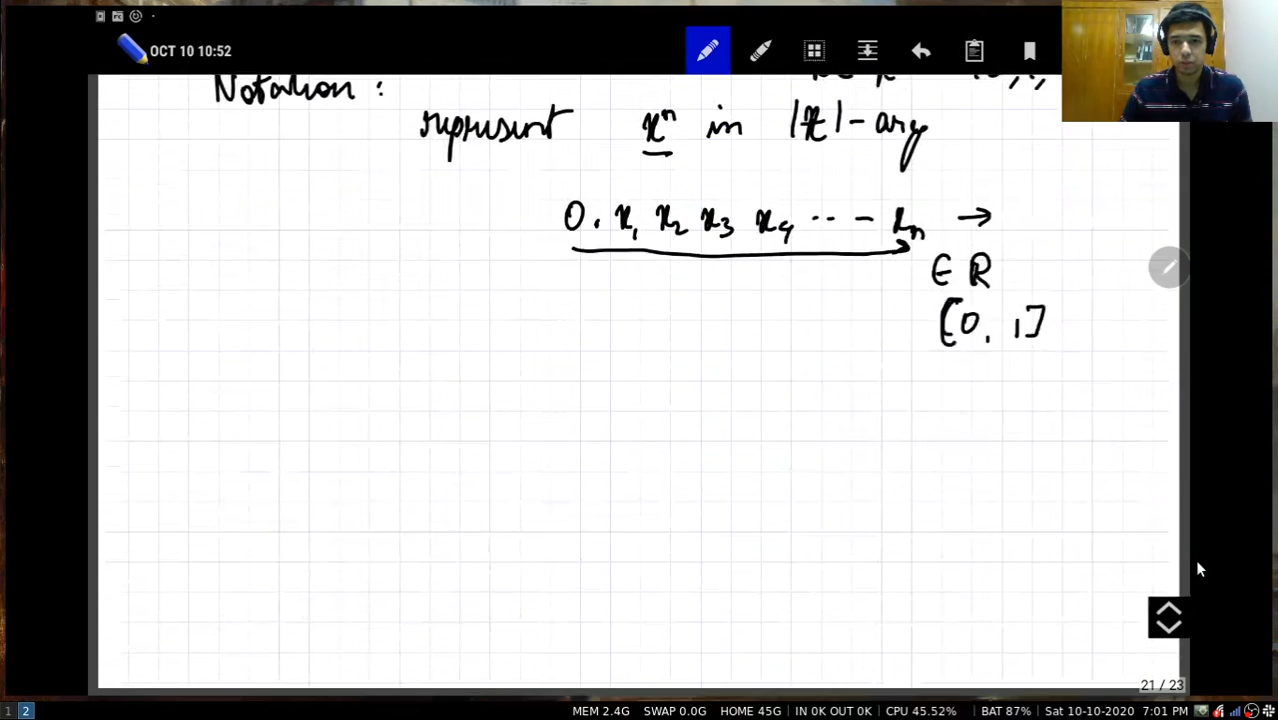 OCT 10 10:52
Notation :
represent xⁿ in |𝒳| - ary
0. x₁ x₂ x₃ x₄ ·· - xₙ →
∈ ℝ
[0, 1]
21 / 23
1 2 MEM 2.4G SWAP 0.0G HOME 45G IN 0K OUT 0K CPU 45.52% BAT 87% Sat 10-10-2020 7:01 PM